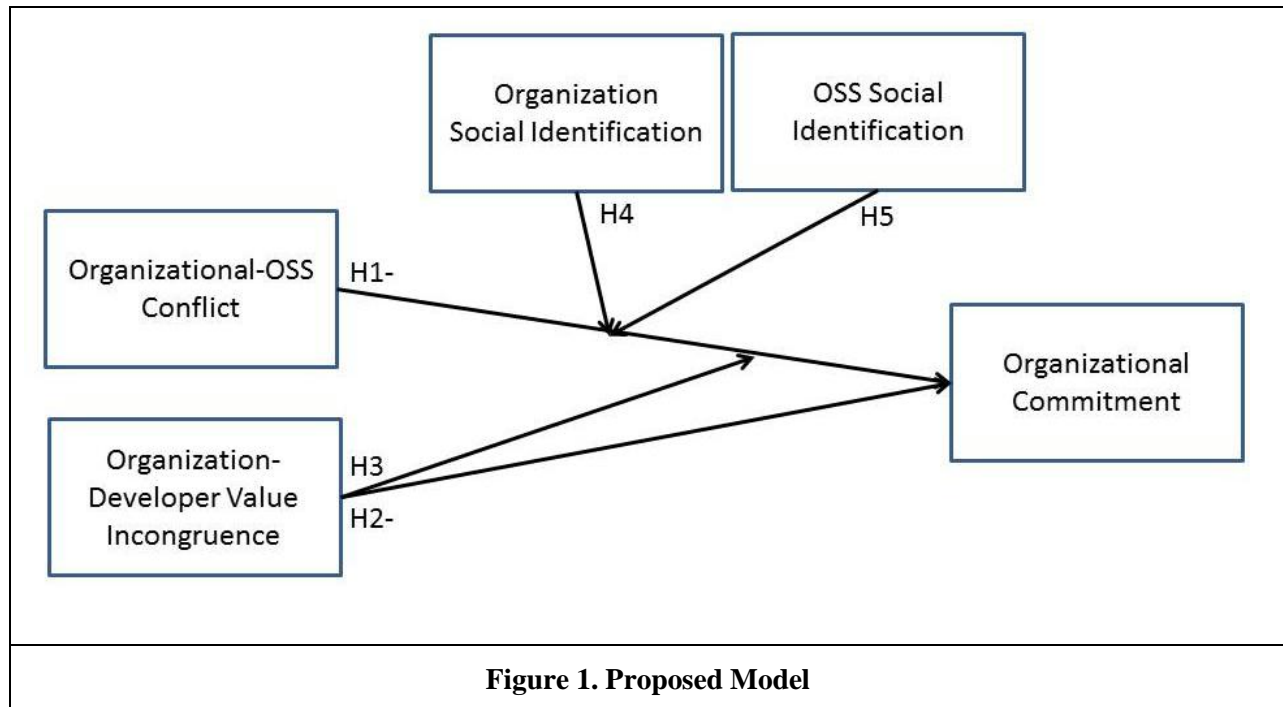 Organization
Social Identification
OSS Social
Identification
H4
H5
Organizational-OSS
Conflict
H1-
Organizational
Commitment
Organization-
Developer Value
Incongruence
H3
H2-
Figure 1. Proposed Model